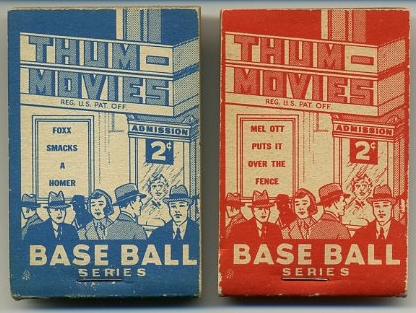 THUM-
MOVIES
REG. U.S. PAT. OFF.
FOXX
SMACKS
A
HOMER
ADMISSION
2¢
BASE BALL
SERIES
THUM-
MOVIES
REG. U.S. PAT. OFF.
MEL OTT
PUTS IT
OVER THE
FENCE
ADMISSION
2¢
BASE BALL
SERIES